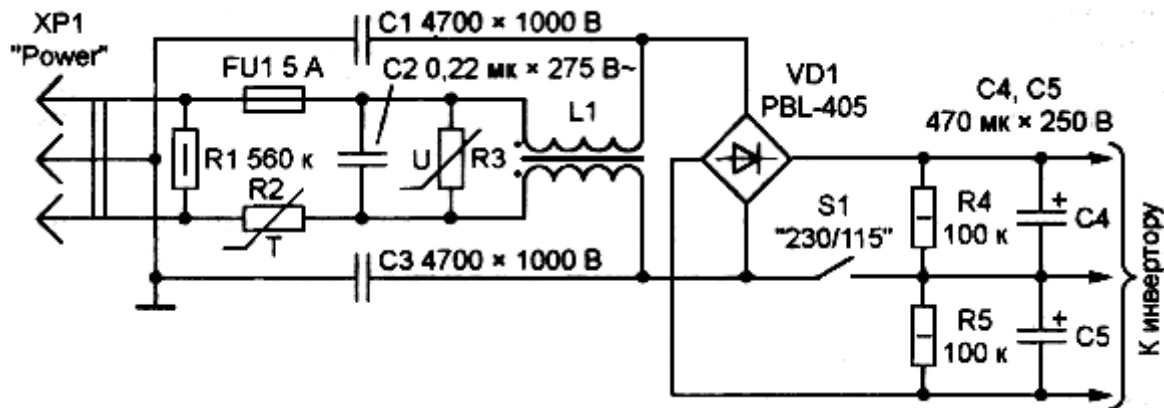 XP1
"Power"
C1 4700 × 1000 В
FU1 5 А
C2 0,22 мк × 275 В~
L1
VD1
PBL-405
C4, C5
470 мк × 250 В
R1 560 к
R2
T
U
R3
S1
"230/115"
R4
100 к
+
C4
C3 4700 × 1000 В
R5
100 к
+
C5
К инвертору